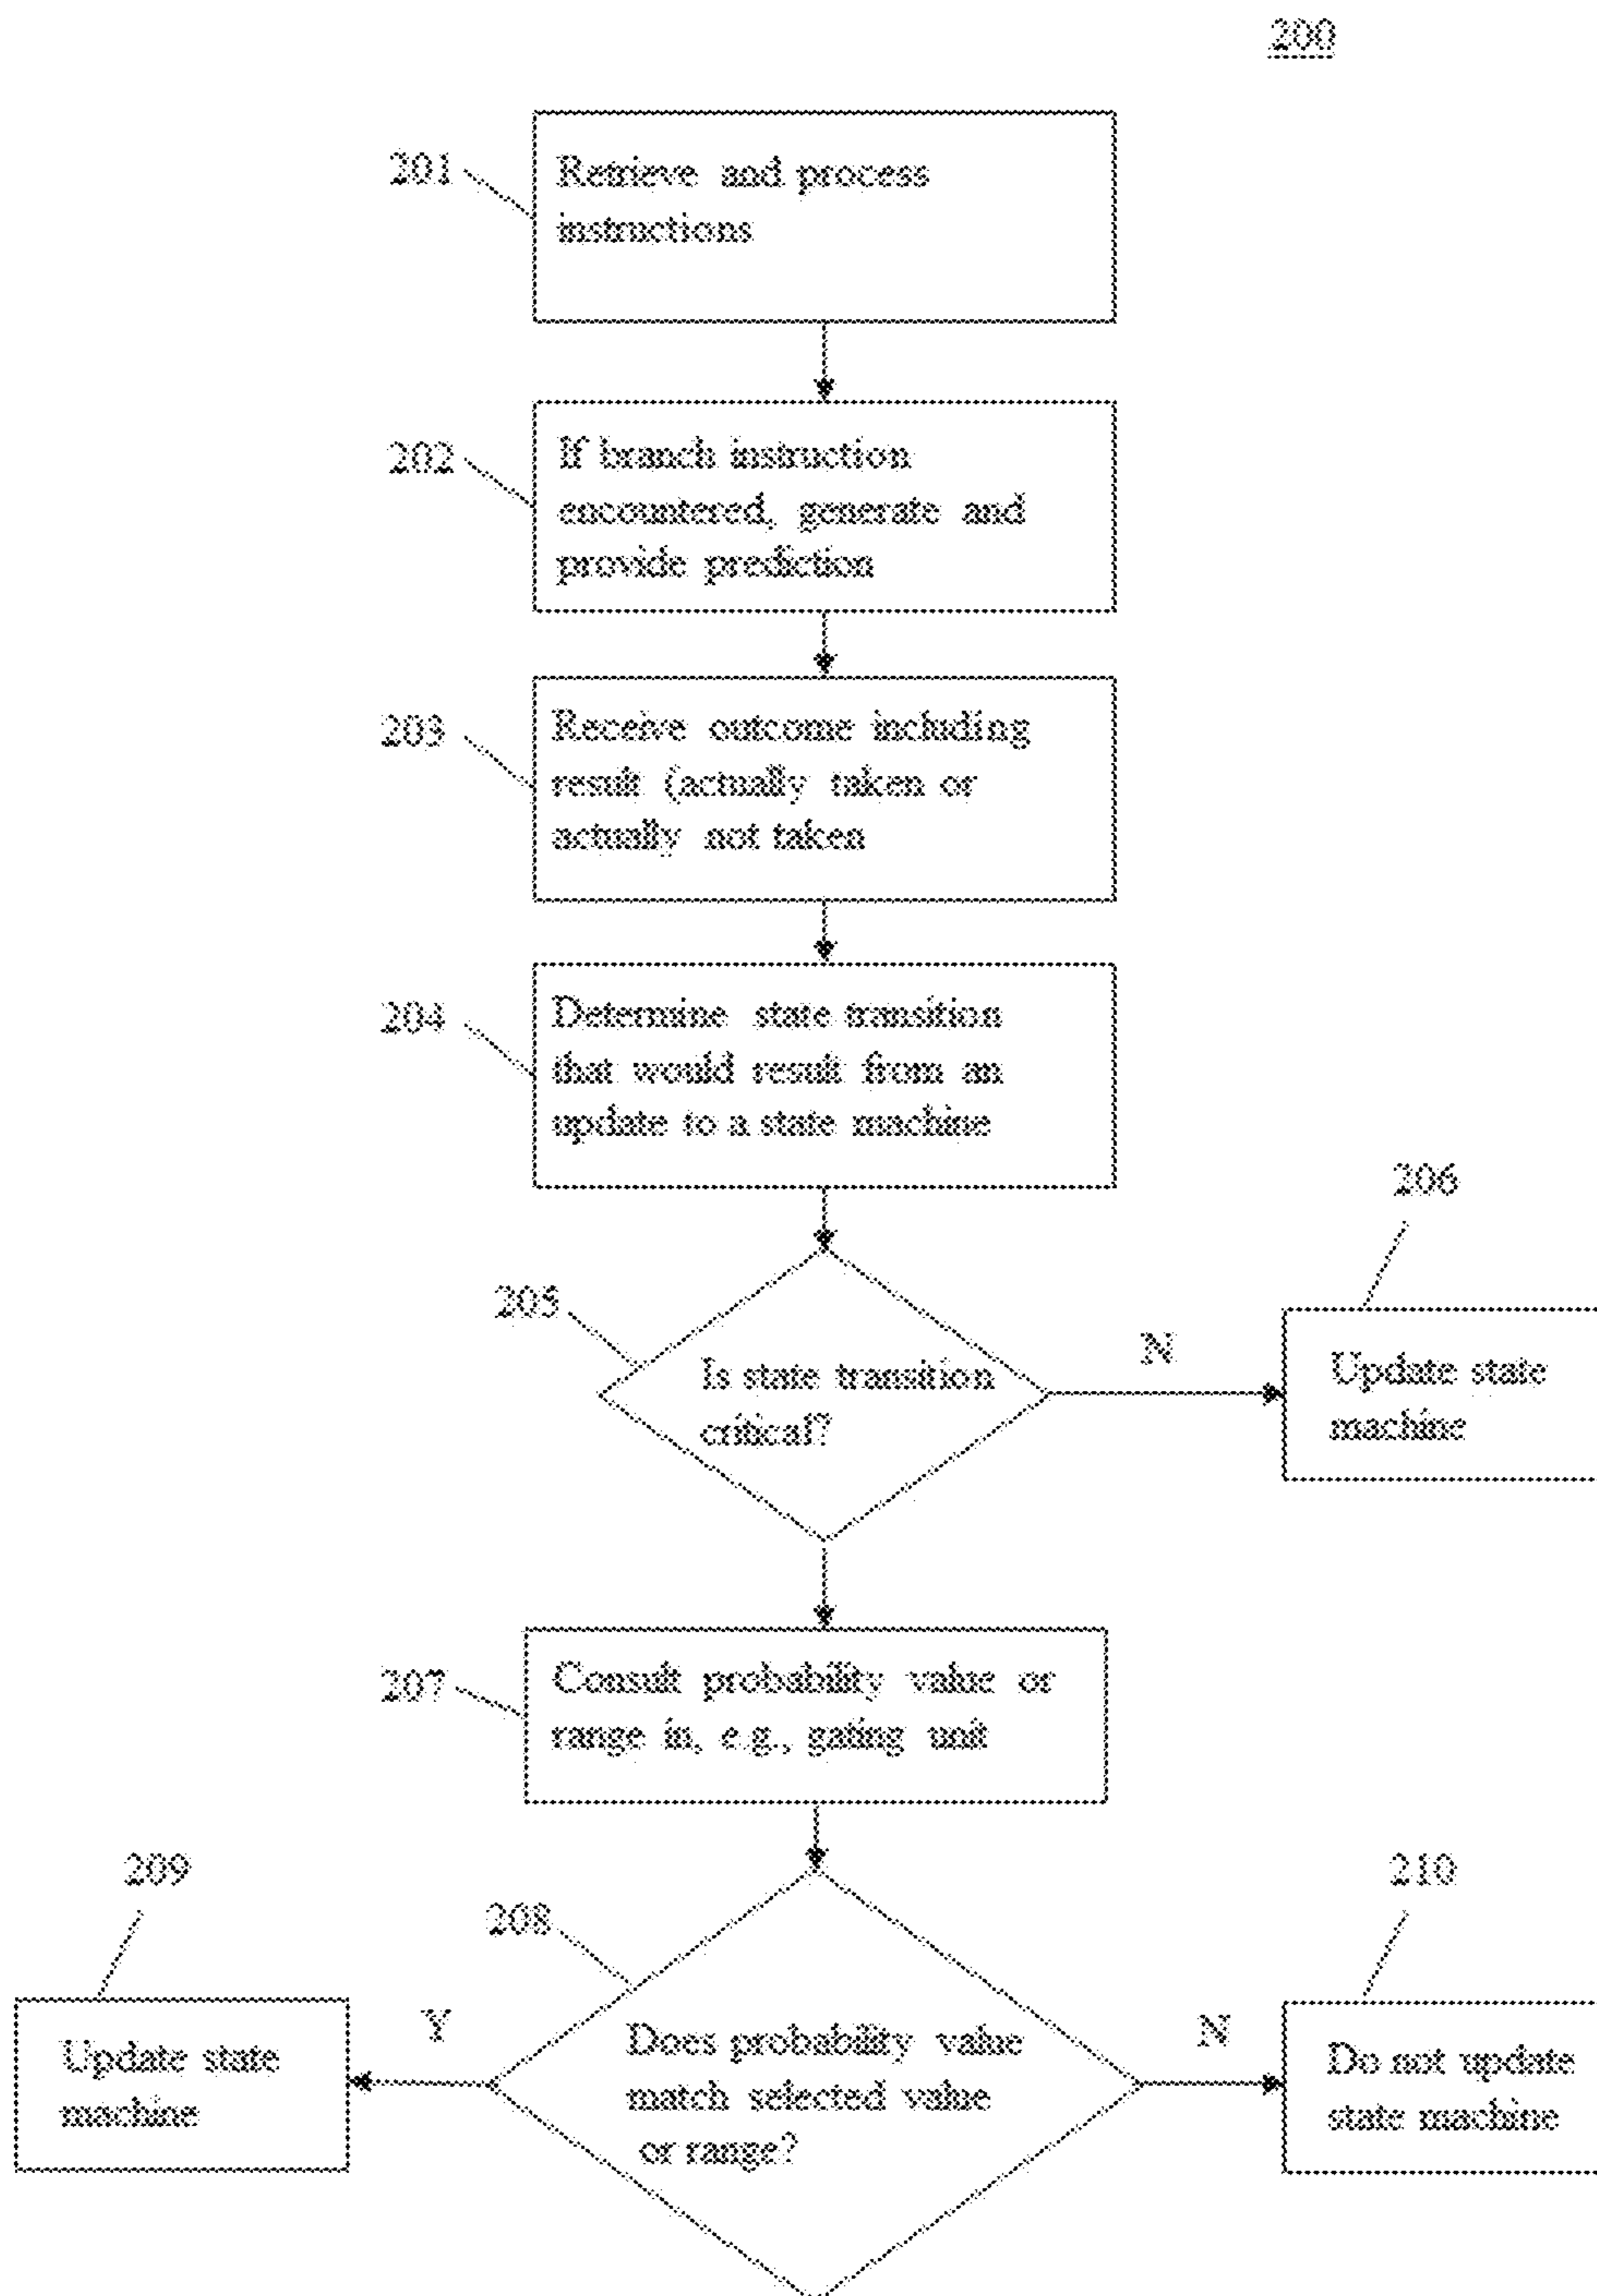 200
201
Retrieve and process
instructions
202
If branch instruction
encountered, generate and
provide prediction
203
Receive outcome including
result (actually taken or
actually not taken
204
Determine state transition
that would result from an
update to a state machine
205
Is state transition
critical?
N
206
Update state
machine
207
Consult probability value or
range in, e.g., gating unit
208
Does probability value
match selected value
or range?
Y
209
Update state
machine
N
210
Do not update
state machine